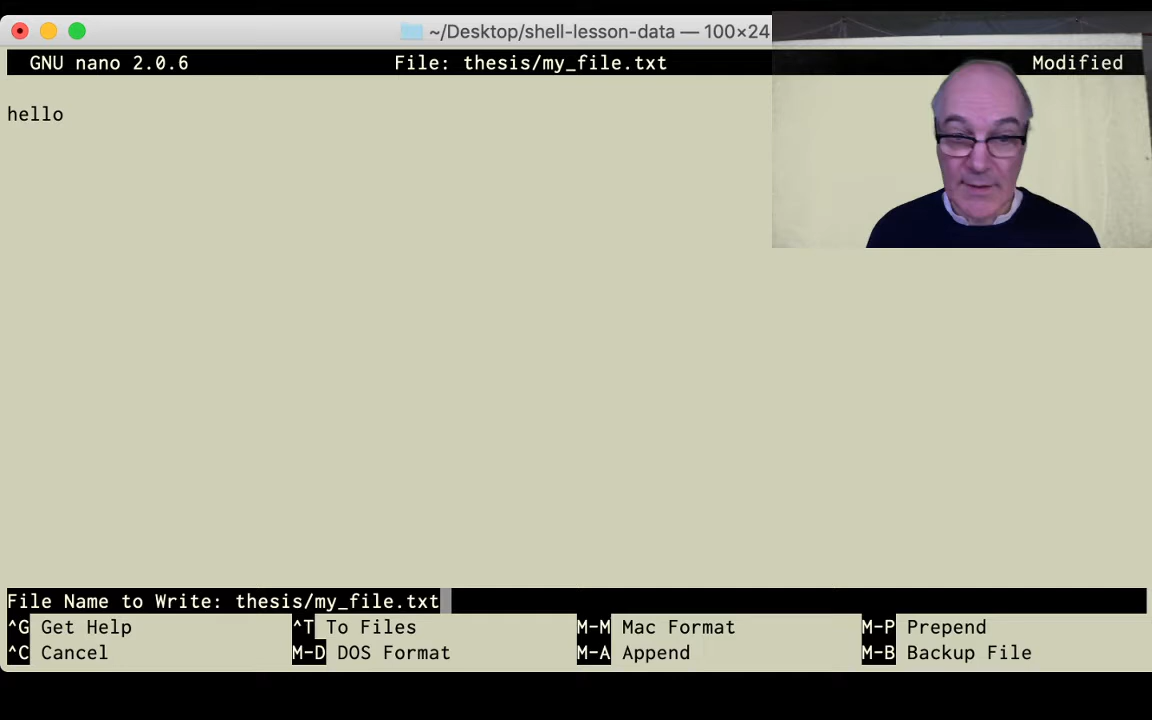 ~/Desktop/shell-lesson-data — 100×24
GNU nano 2.0.6 File: thesis/my_file.txt Modified
hello
File Name to Write: thesis/my_file.txt
^G Get Help ^T To Files M-M Mac Format M-P Prepend
^C Cancel M-D DOS Format M-A Append M-B Backup File